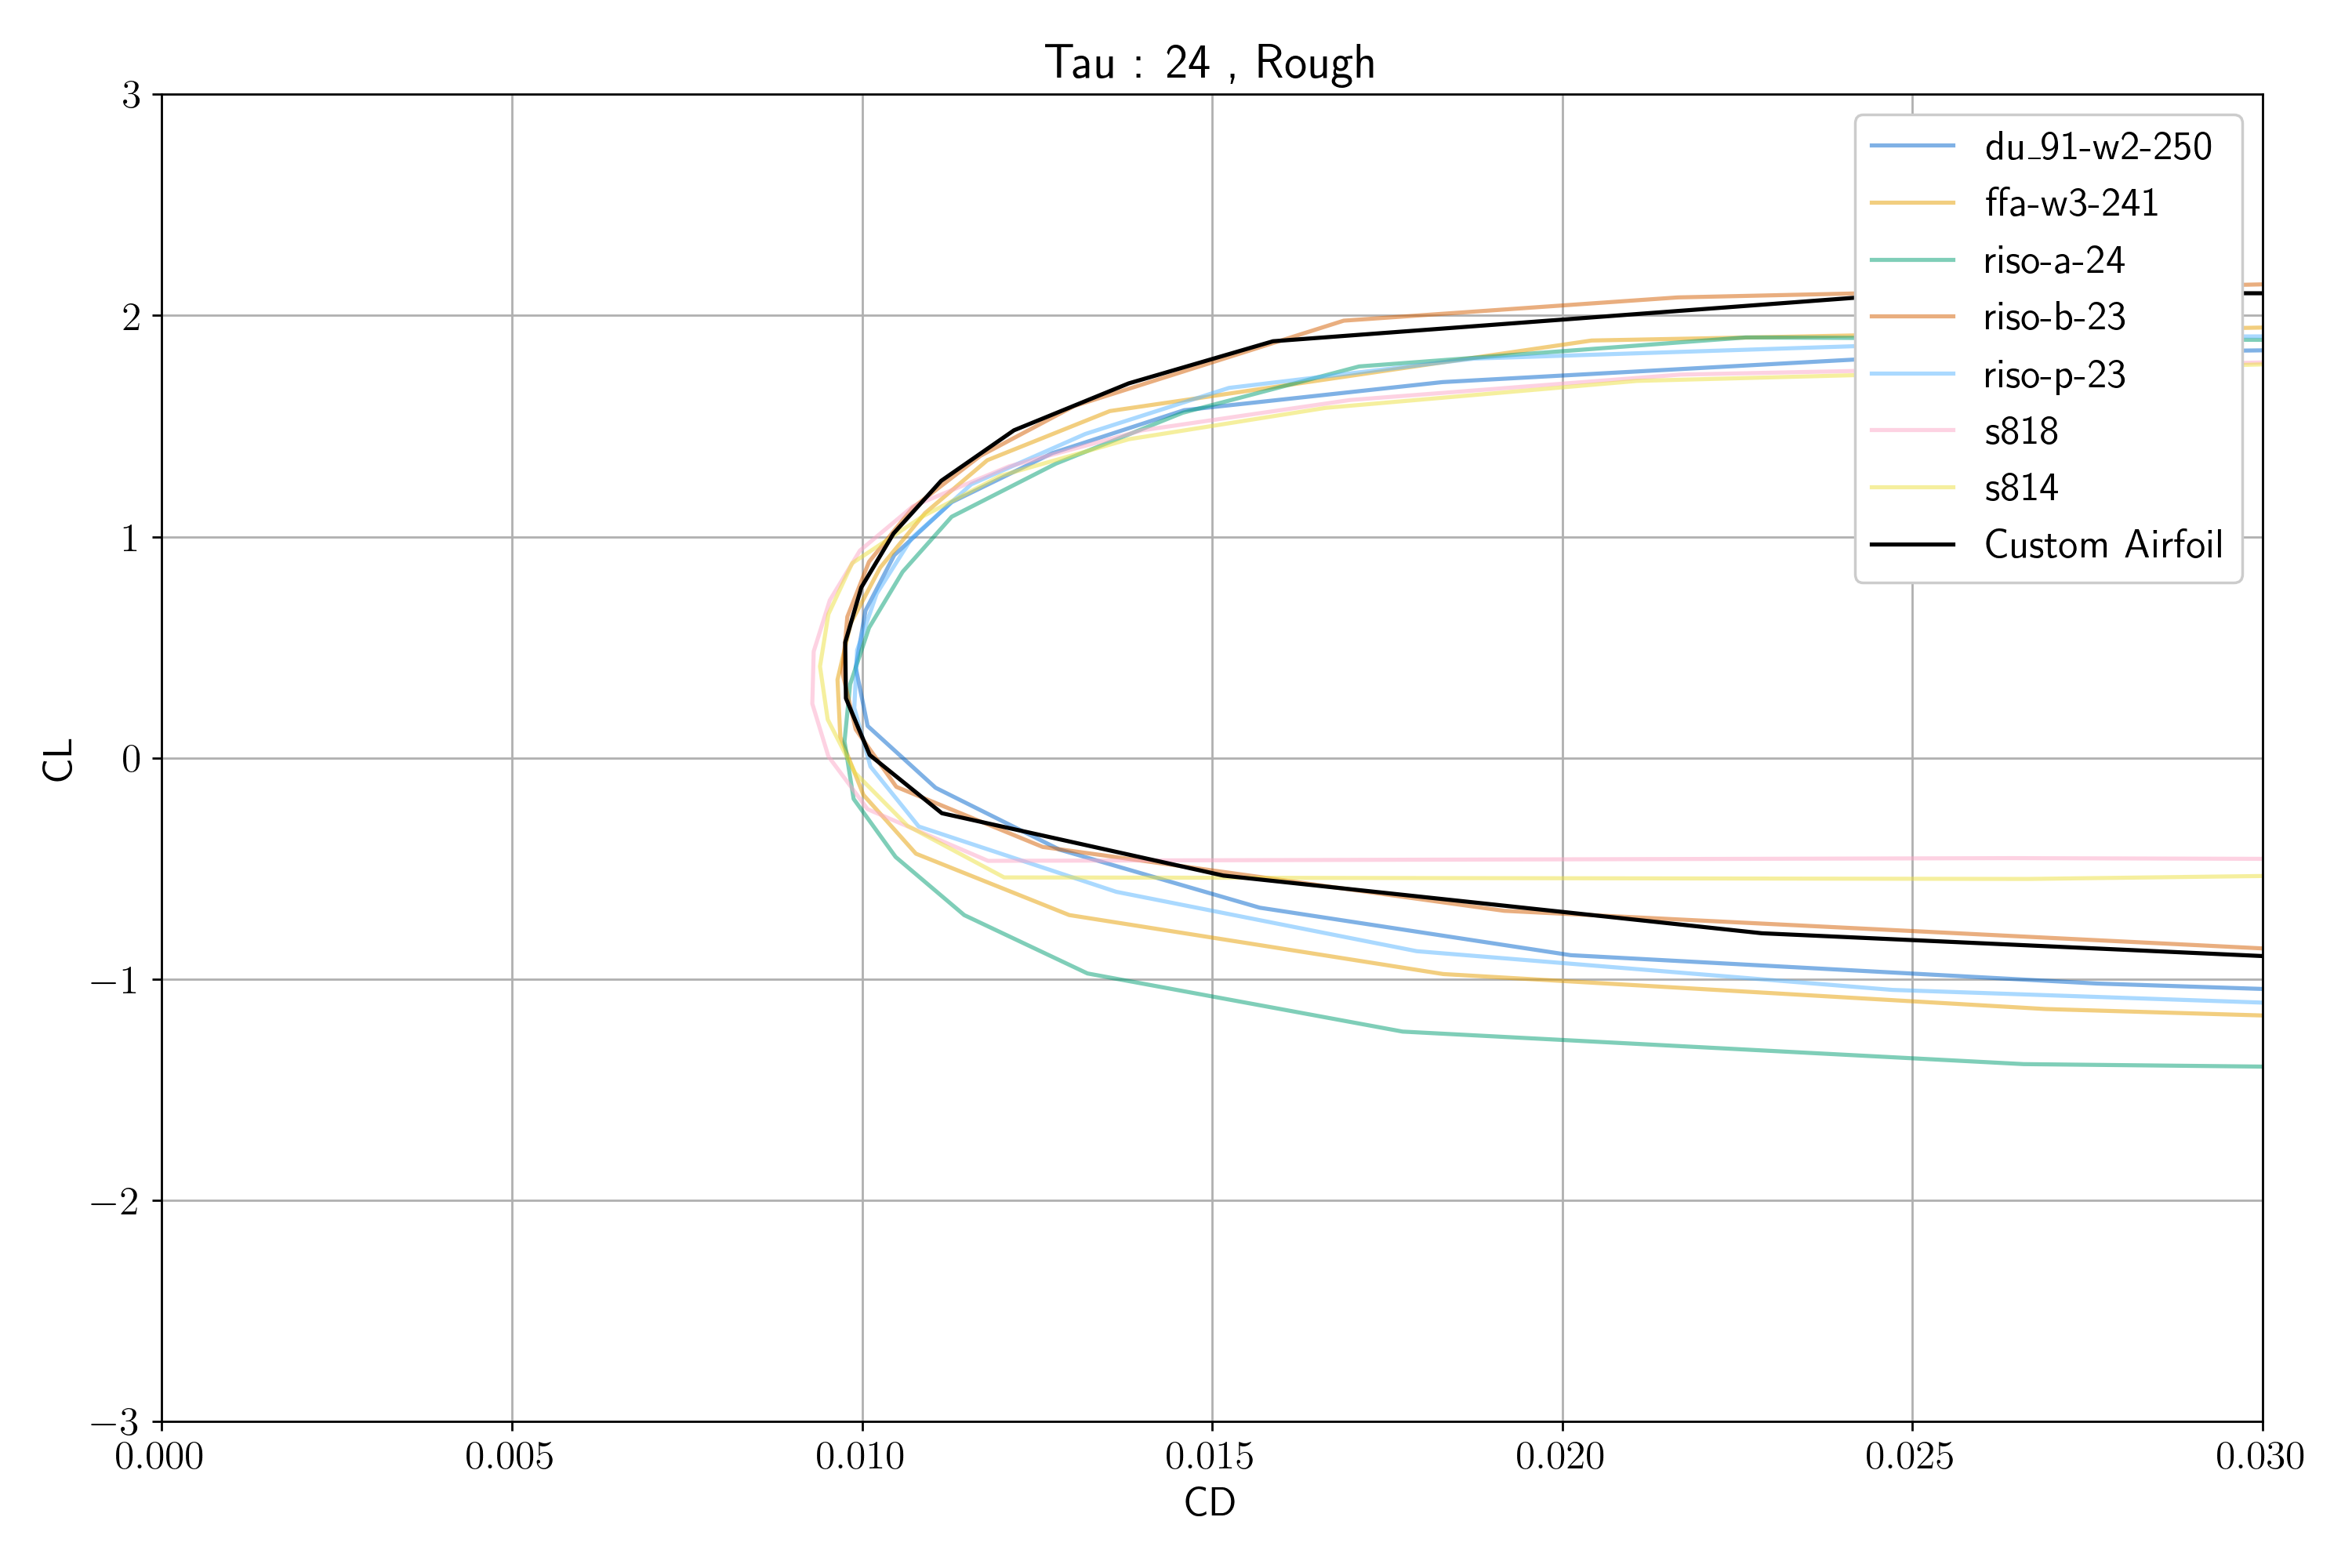 Tau : 24 , Rough
3
2
1
0
−1
−2
−3
CL
0.000 0.005 0.010 0.015 0.020 0.025 0.030
CD
du_91-w2-250
ffa-w3-241
riso-a-24
riso-b-23
riso-p-23
s818
s814
Custom Airfoil